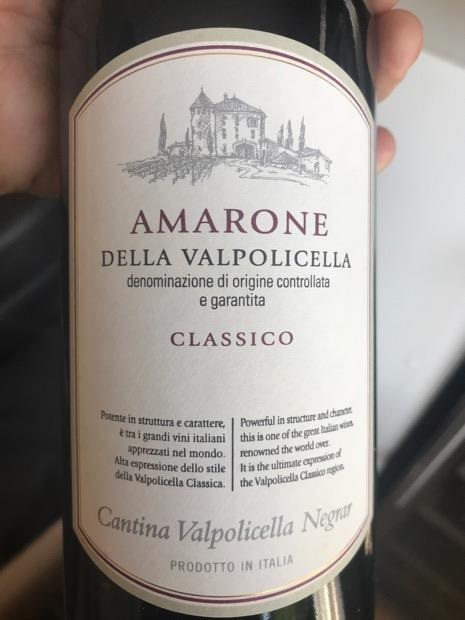 AMARONE
DELLA VALPOLICELLA
denominazione di origine controllata
e garantita
CLASSICO
Potente in struttura e carattere,
è tra i grandi vini italiani
apprezzati nel mondo.
Alta espressione dello stile
della Valpolicella Classica.
Powerful in structure and character,
this is one of the great Italian wines
renowned the world over.
It is the ultimate expression of
the Valpolicella Classico region.
Cantina Valpolicella Negrar
PRODOTTO IN ITALIA